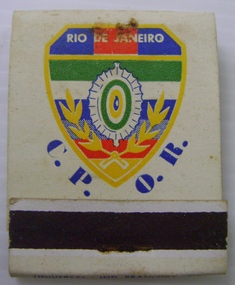 RIO DE JANEIRO
C. P. O. R.